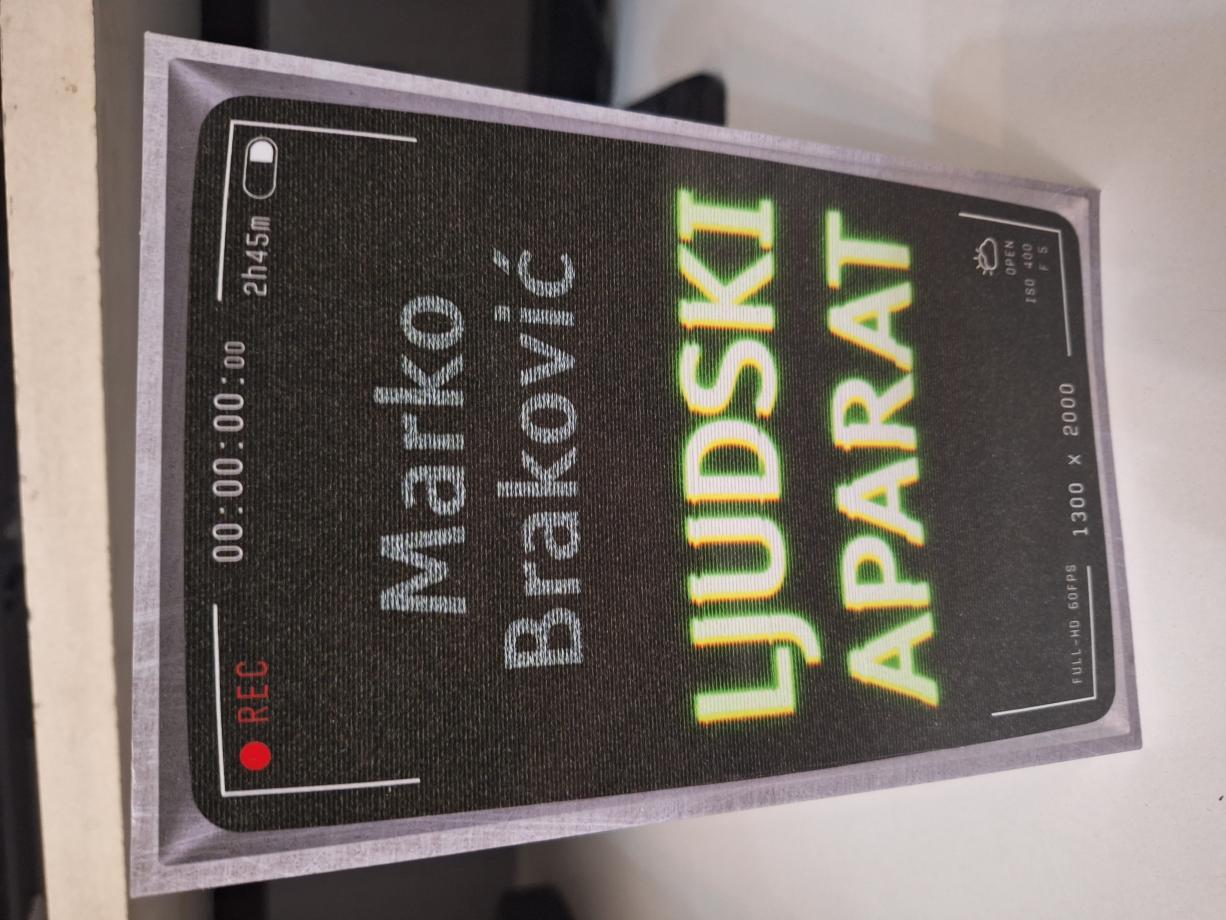 00:00:00:00
REC
2h45m
Marko
Braković
LJUDSKI
APARAT
OPEN
ISO 400
F 5
FULL-HD 60FPS
1300 X 2000